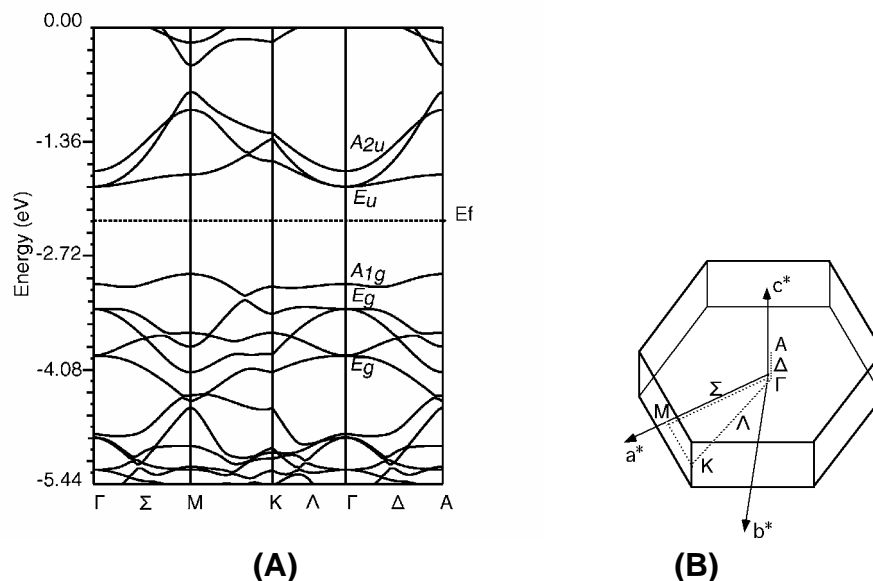 0.00
-1.36
-2.72
-4.08
-5.44
Energy (eV)
A2u
Eu
Ef
A1g
Eg
Eg
Γ Σ M K Λ Γ Δ A
(A)
c*
A
Δ
Γ
Σ
M
Λ
a*
K
b*
(B)